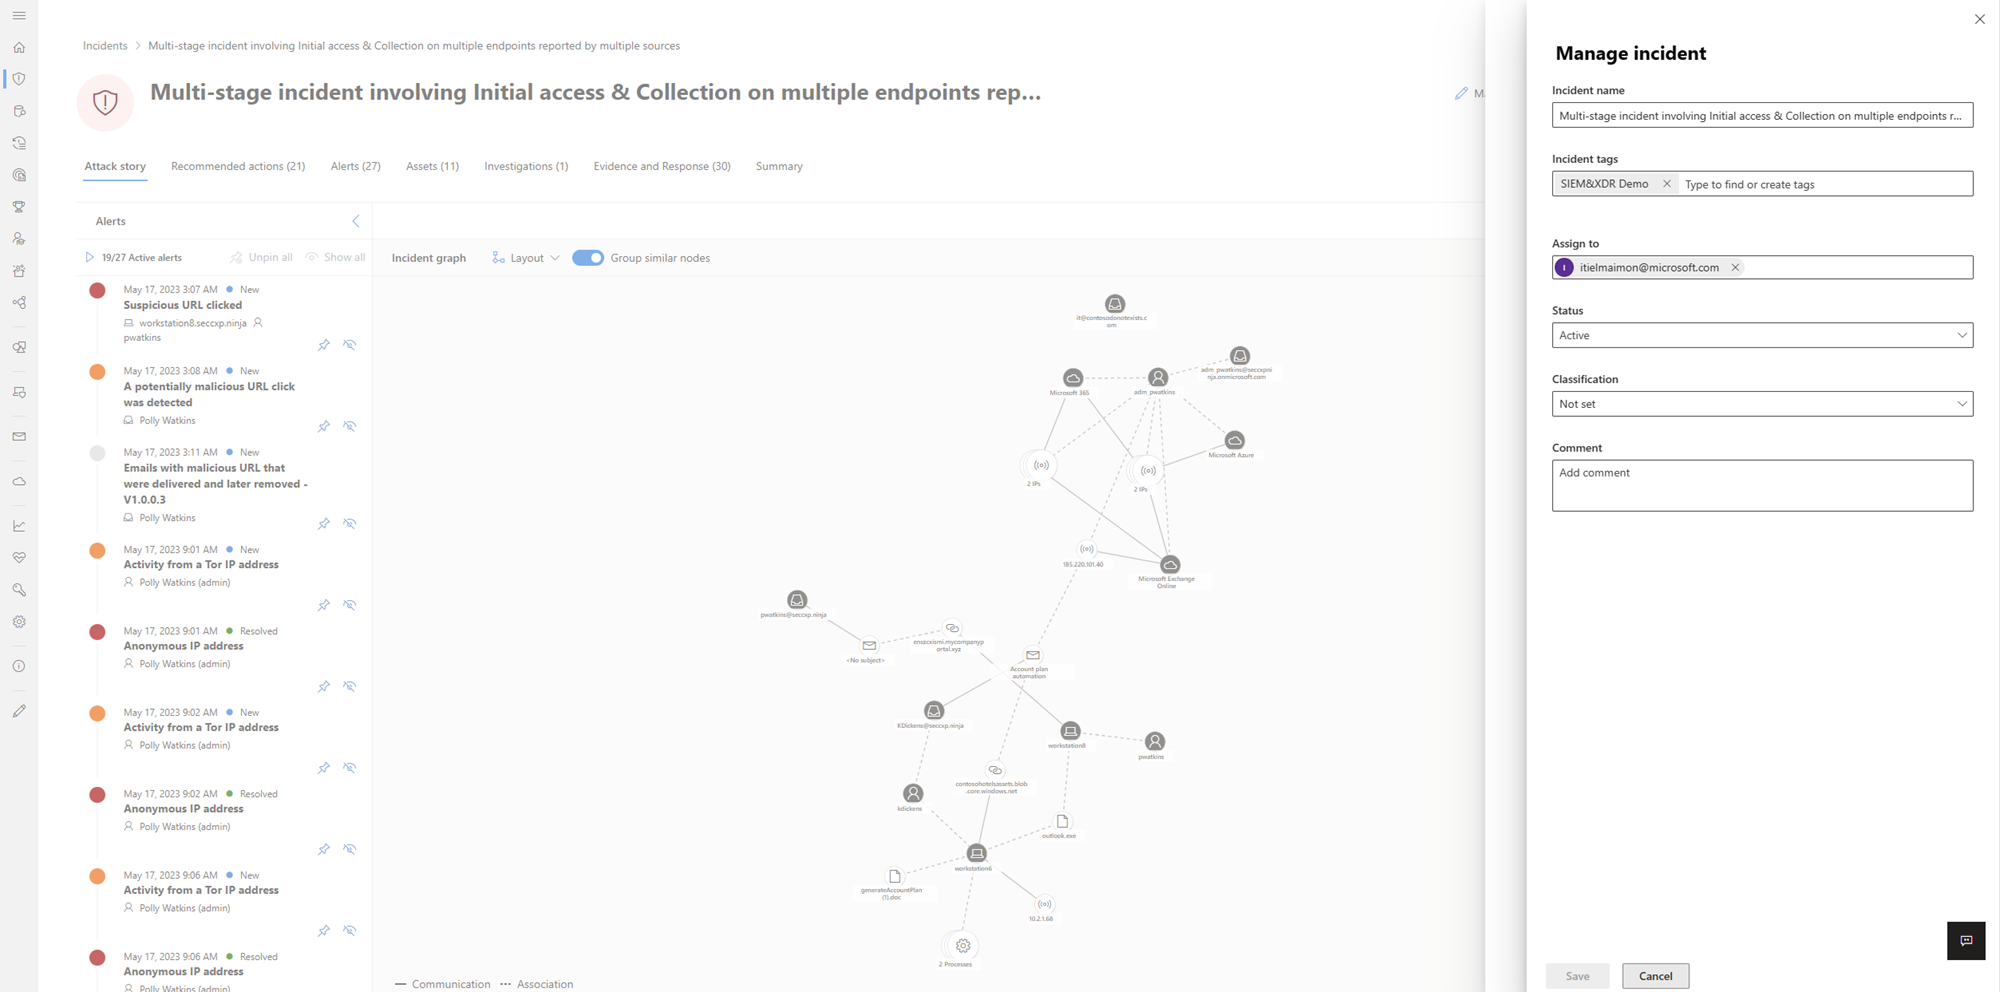 Incidents > Multi-stage incident involving Initial access & Collection on multiple endpoints reported by multiple sources
Multi-stage incident involving Initial access & Collection on multiple endpoints rep...
Attack story
Recommended actions (21)
Alerts (27)
Assets (11)
Investigations (1)
Evidence and Response (30)
Summary
Alerts
19/27 Active alerts
Unpin all
Show all
May 17, 2023 3:07 AM New
Suspicious URL clicked
workstation8.seccxp.ninja
pwatkins
May 17, 2023 3:08 AM New
A potentially malicious URL click
was detected
Polly Watkins
May 17, 2023 3:11 AM New
Emails with malicious URL that
were delivered and later removed -
V1.0.0.3
Polly Watkins
May 17, 2023 9:01 AM New
Activity from a Tor IP address
Polly Watkins (admin)
May 17, 2023 9:01 AM Resolved
Anonymous IP address
Polly Watkins (admin)
May 17, 2023 9:02 AM New
Activity from a Tor IP address
Polly Watkins (admin)
May 17, 2023 9:02 AM Resolved
Anonymous IP address
Polly Watkins (admin)
May 17, 2023 9:06 AM New
Activity from a Tor IP address
Polly Watkins (admin)
May 17, 2023 9:06 AM Resolved
Anonymous IP address
Polly Watkins (admin)
Incident graph
Layout
Group similar nodes
it@contosodonotexists.c
om
adm_pwatkins@seccxpni
nja.onmicrosoft.com
Microsoft 365
adm_pwatkins
Microsoft Azure
2 IPs
2 IPs
185.220.101.40
Microsoft Exchange
Online
pwatkins@seccxp.ninja
<No subject>
enszcxismi.mycompanyp
ortal.xyz
Account plan
automation
KDickens@seccxp.ninja
workstation8
pwatkins
contosohotelsassets.blob
.core.windows.net
kdickens
outlook.exe
workstation6
generateAccountPlan
(1).doc
10.2.1.68
2 Processes
Communication
Association
Manage incident
Incident name
Multi-stage incident involving Initial access & Collection on multiple endpoints r...
Incident tags
SIEM&XDR Demo
Type to find or create tags
Assign to
I itielmaimon@microsoft.com
Status
Active
Classification
Not set
Comment
Add comment
Save
Cancel